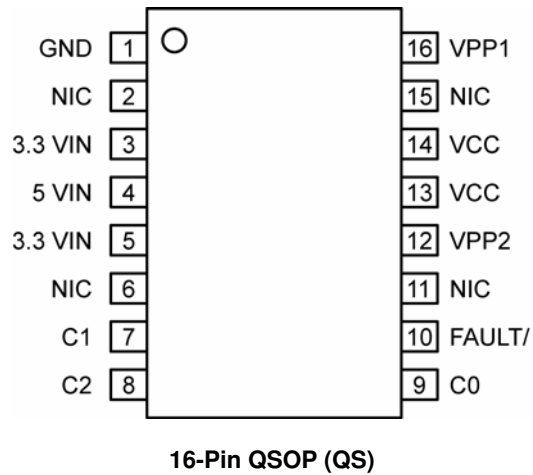 GND 1 16 VPP1
NIC 2 15 NIC
3.3 VIN 3 14 VCC
5 VIN 4 13 VCC
3.3 VIN 5 12 VPP2
NIC 6 11 NIC
C1 7 10 FAULT/
C2 8 9 C0
16-Pin QSOP (QS)